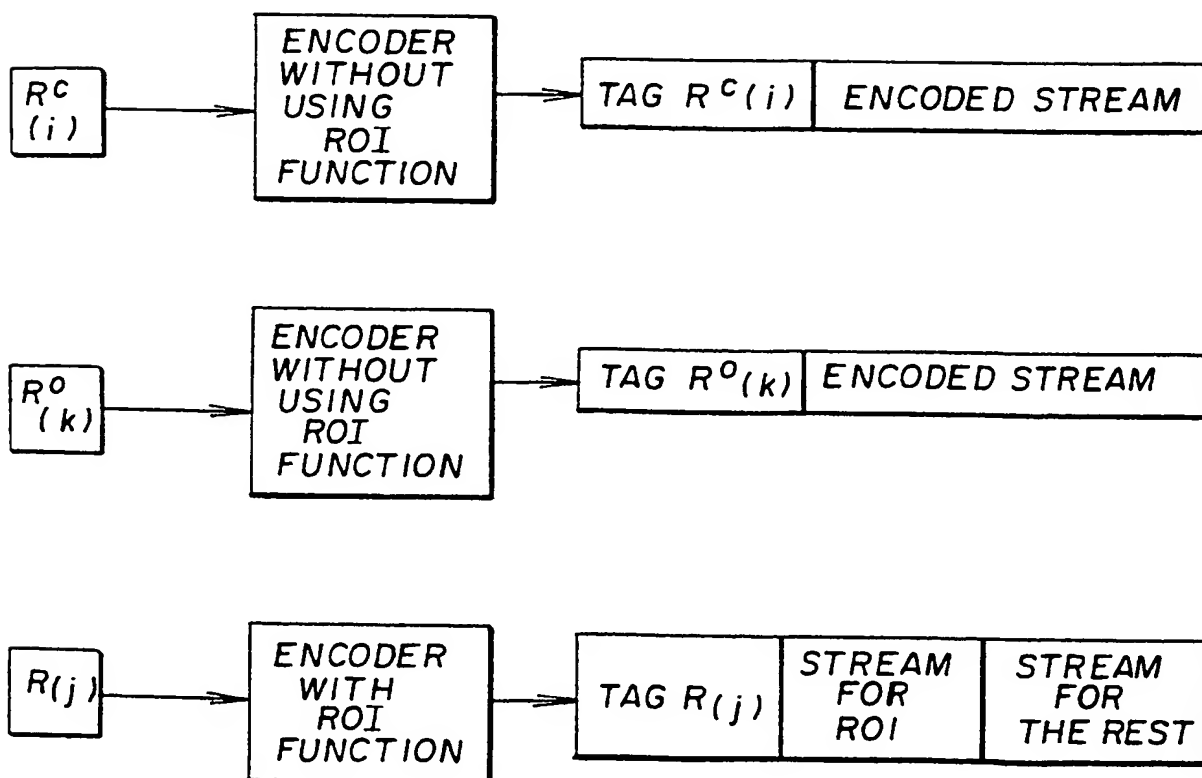 R^C (i)
ENCODER WITHOUT USING ROI FUNCTION
TAG R^C(i) ENCODED STREAM
R^O (k)
ENCODER WITHOUT USING ROI FUNCTION
TAG R^O(k) ENCODED STREAM
R(j)
ENCODER WITH ROI FUNCTION
TAG R(j) STREAM FOR ROI STREAM FOR THE REST